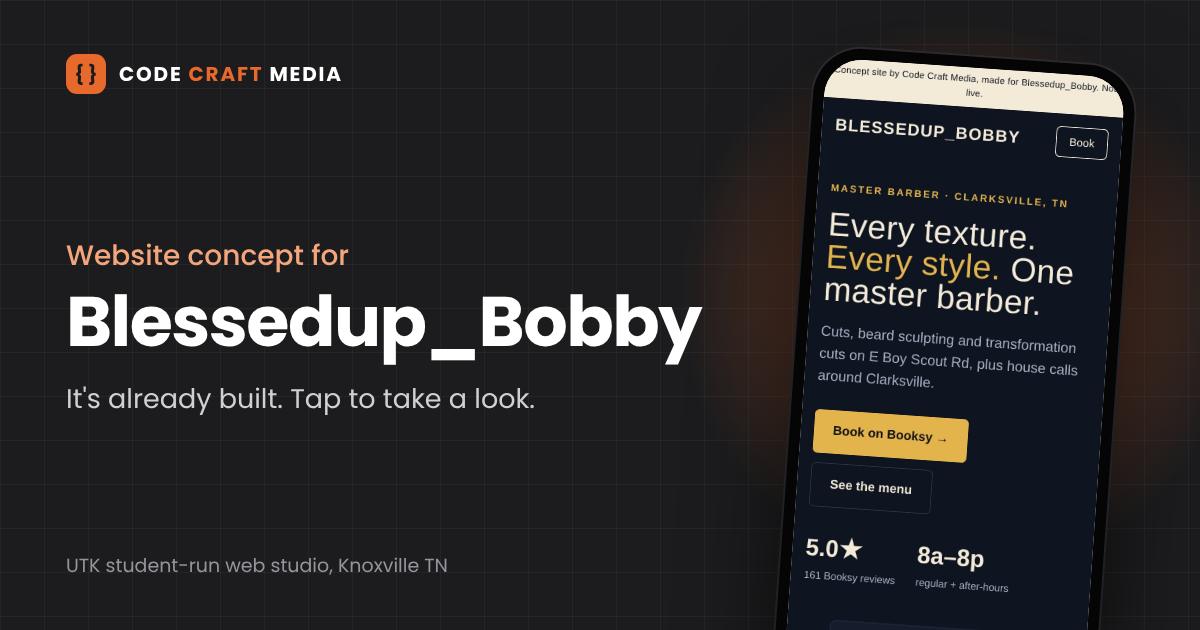 { } CODE CRAFT MEDIA
Website concept for
Blessedup_Bobby
It's already built. Tap to take a look.
UTK student-run web studio, Knoxville TN
Concept site by Code Craft Media, made for Blessedup_Bobby. Not
live.
BLESSEDUP_BOBBY
Book
MASTER BARBER · CLARKSVILLE, TN
Every texture.
Every style. One
master barber.
Cuts, beard sculpting and transformation
cuts on E Boy Scout Rd, plus house calls
around Clarksville.
Book on Booksy →
See the menu
5.0★ 8a–8p
161 Booksy reviews regular + after-hours